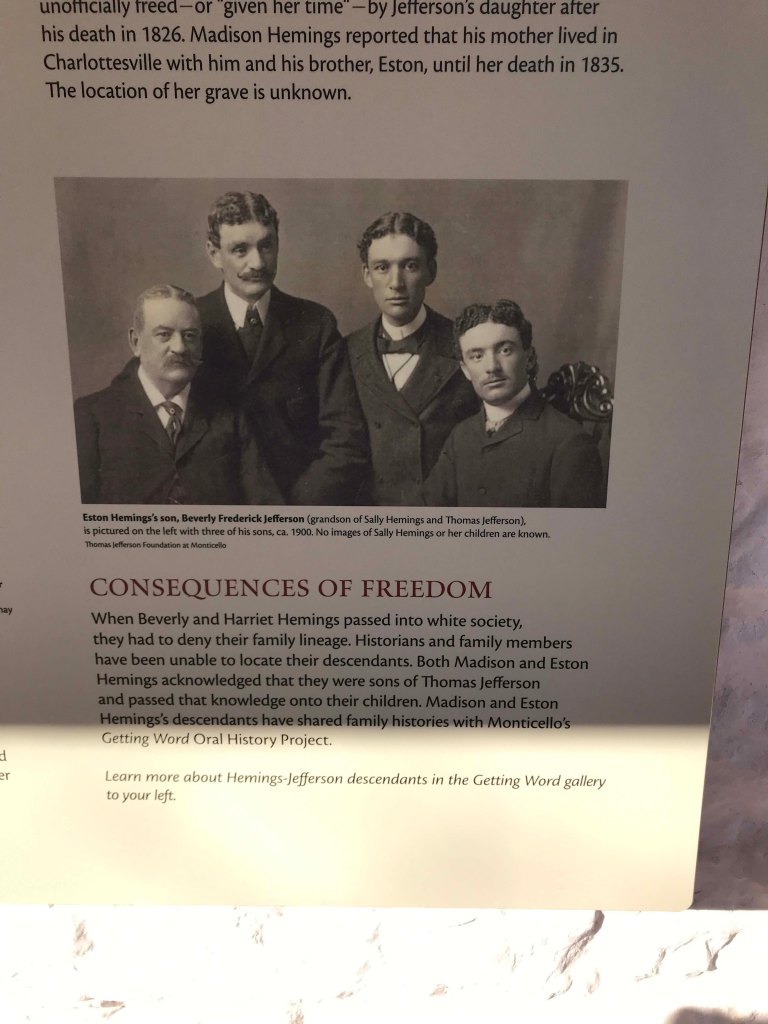 unofficially freed—or "given her time"—by Jefferson's daughter after
his death in 1826. Madison Hemings reported that his mother lived in
Charlottesville with him and his brother, Eston, until her death in 1835.
The location of her grave is unknown.
Eston Hemings's son, Beverly Frederick Jefferson (grandson of Sally Hemings and Thomas Jefferson),
is pictured on the left with three of his sons, ca. 1900. No images of Sally Hemings or her children are known.
Thomas Jefferson Foundation at Monticello
CONSEQUENCES OF FREEDOM
When Beverly and Harriet Hemings passed into white society,
they had to deny their family lineage. Historians and family members
have been unable to locate their descendants. Both Madison and Eston
Hemings acknowledged that they were sons of Thomas Jefferson
and passed that knowledge onto their children. Madison and Eston
Hemings's descendants have shared family histories with Monticello's
Getting Word Oral History Project.
Learn more about Hemings-Jefferson descendants in the Getting Word gallery
to your left.